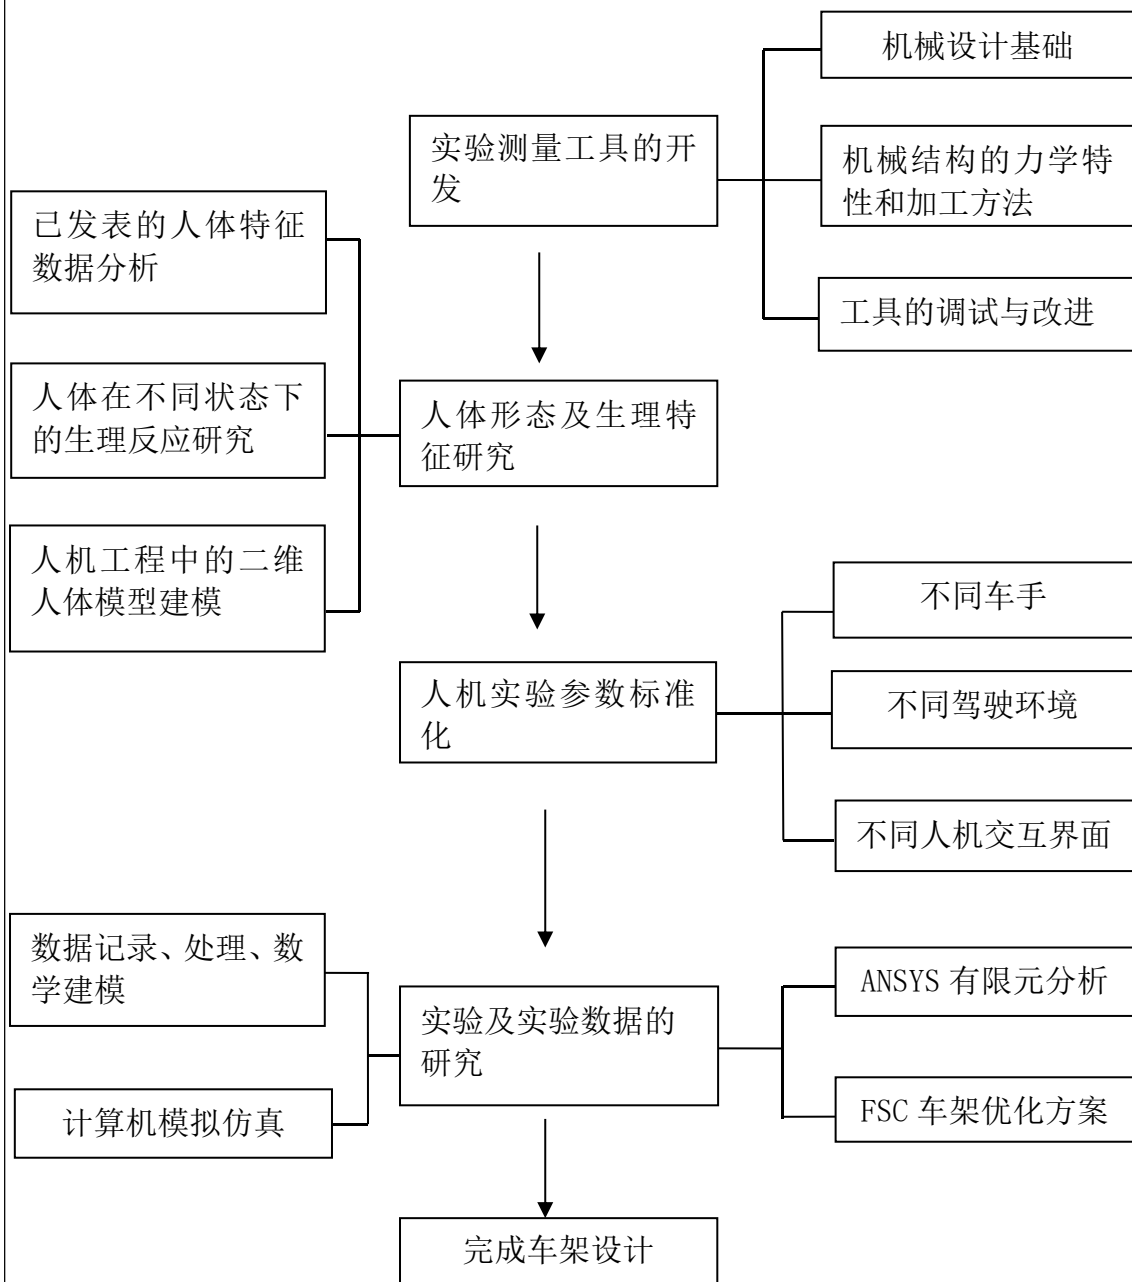 机械设计基础
实验测量工具的开
发
机械结构的力学特
性和加工方法
已发表的人体特征
数据分析
工具的调试与改进
人体在不同状态下
的生理反应研究
人体形态及生理特
征研究
人机工程中的二维
人体模型建模
不同车手
人机实验参数标准
化
不同驾驶环境
不同人机交互界面
数据记录、处理、数
学建模
实验及实验数据的
研究
ANSYS 有限元分析
计算机模拟仿真
FSC 车架优化方案
完成车架设计